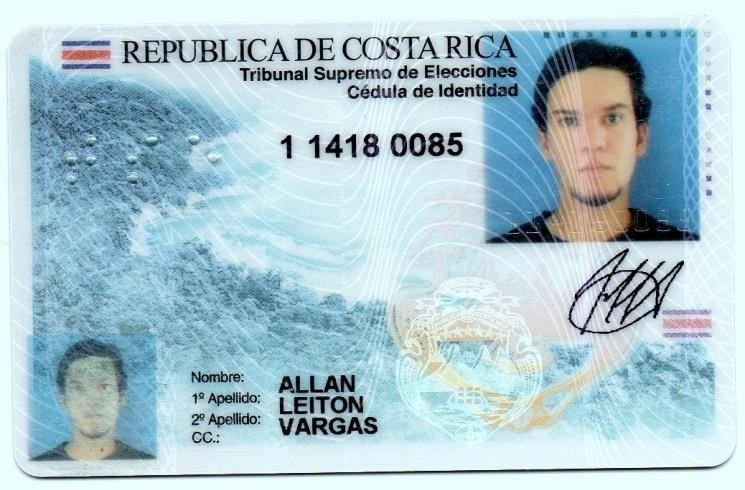 REPUBLICA DE COSTA RICA
Tribunal Supremo de Elecciones
Cédula de Identidad
1 1418 0085
Nombre: ALLAN
1º Apellido: LEITON
2º Apellido: VARGAS
CC.: